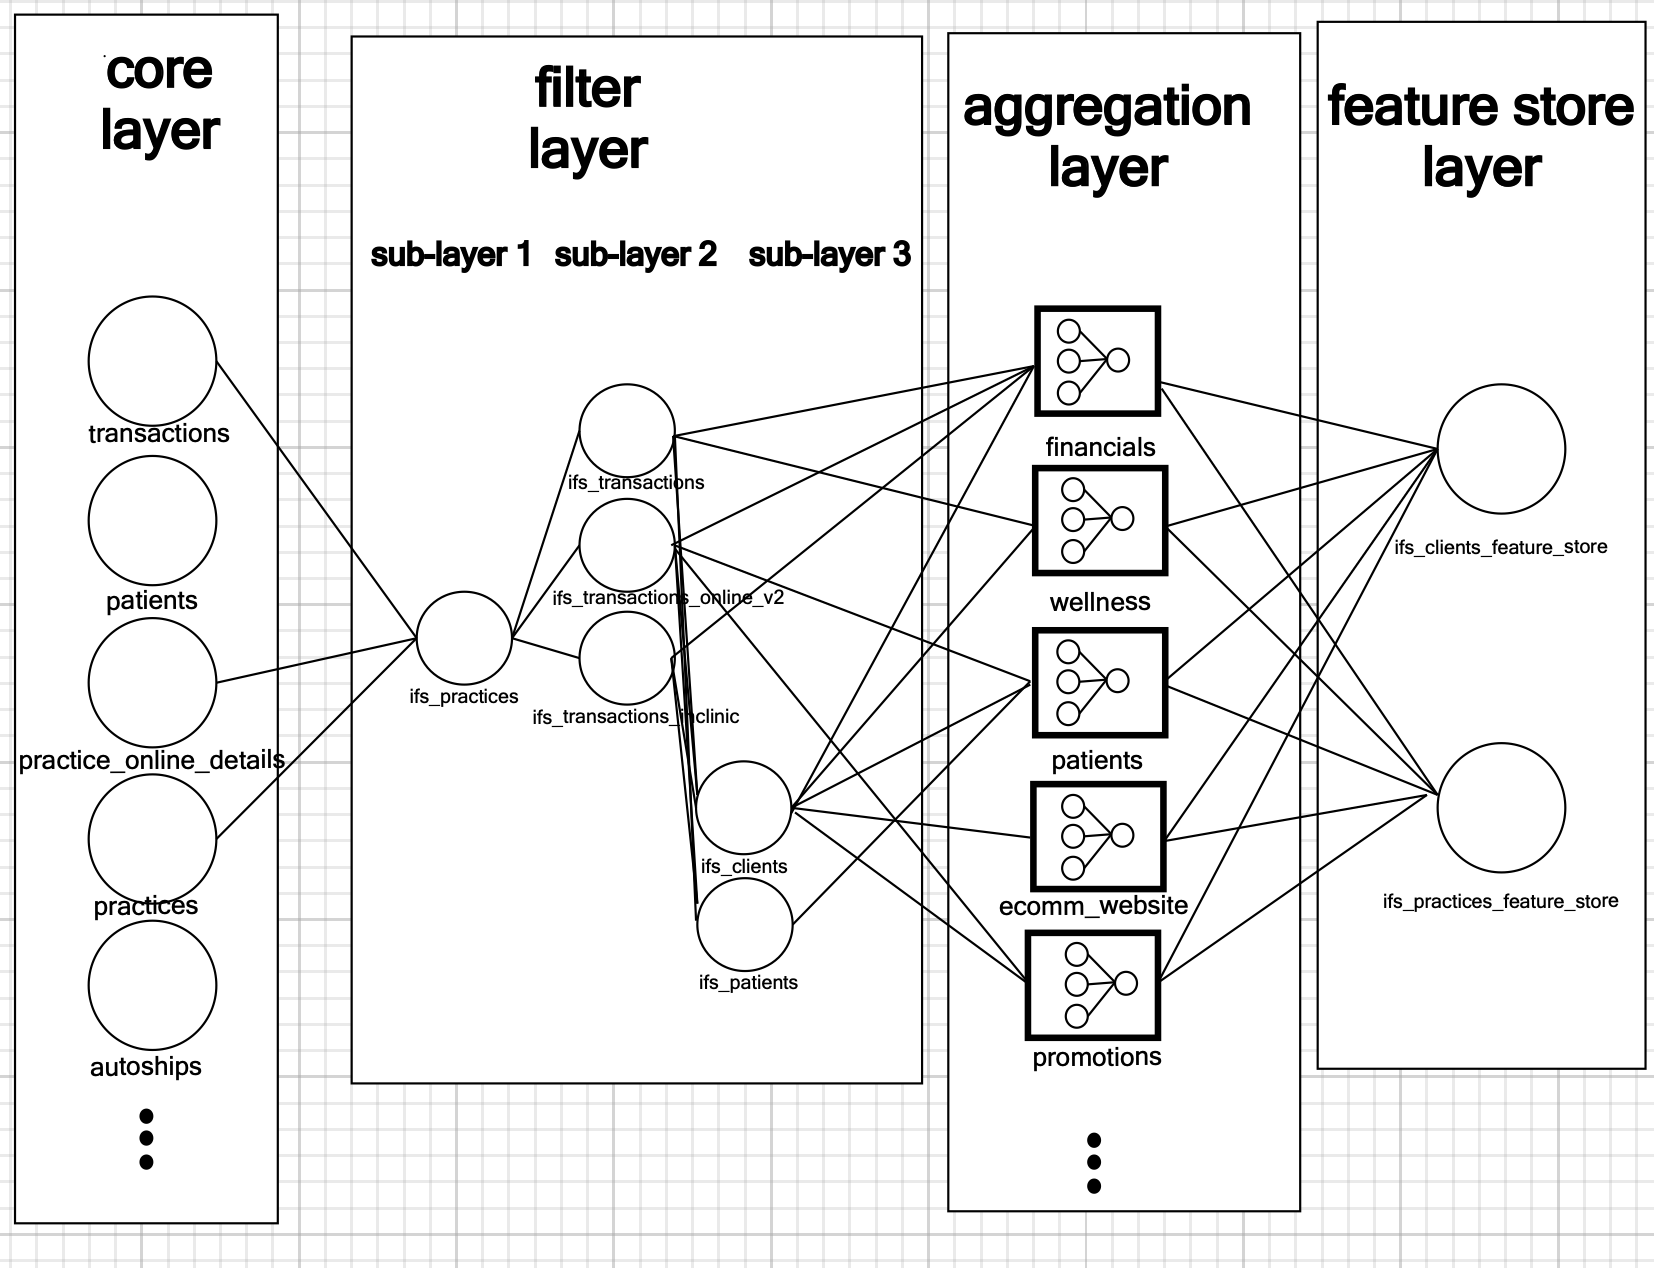 core
layer
filter
layer
aggregation
layer
feature store
layer
sub-layer 1
sub-layer 2
sub-layer 3
transactions
patients
practice_online_details
practices
autoships
ifs_practices
ifs_transactions
ifs_transactions_online_v2
ifs_transactions_inclinic
ifs_clients
ifs_patients
financials
wellness
patients
ecomm_website
promotions
ifs_clients_feature_store
ifs_practices_feature_store